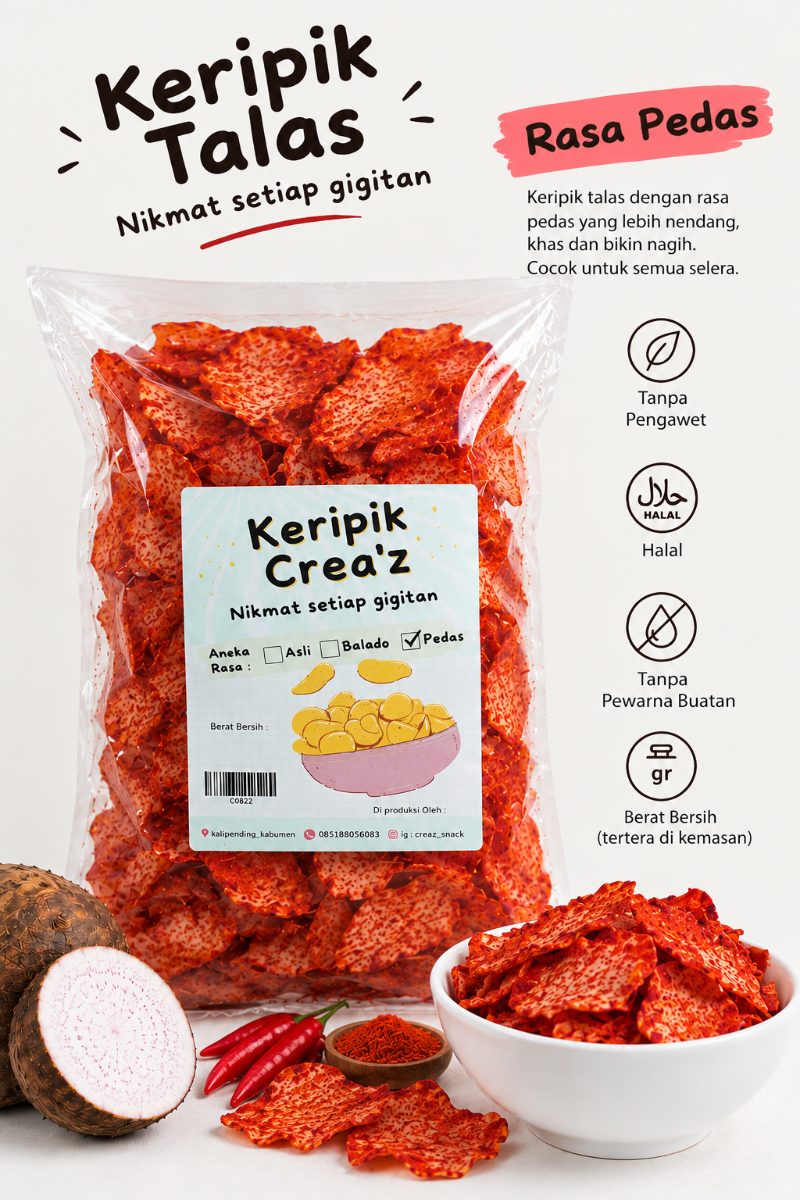 Keripik
Talas
Nikmat setiap gigitan
Rasa Pedas
Keripik talas dengan rasa
pedas yang lebih nendang,
khas dan bikin nagih.
Cocok untuk semua selera.
Tanpa
Pengawet
حلال
HALAL
Halal
Tanpa
Pewarna Buatan
gr
Berat Bersih
(tertera di kemasan)
Keripik
Crea'z
Nikmat setiap gigitan
Aneka
Rasa :
Asli
Balado
Pedas
Berat Bersih :
C0822
Di produksi Oleh :
kalipending_kabumen
085188056083
ig : creaz_snack